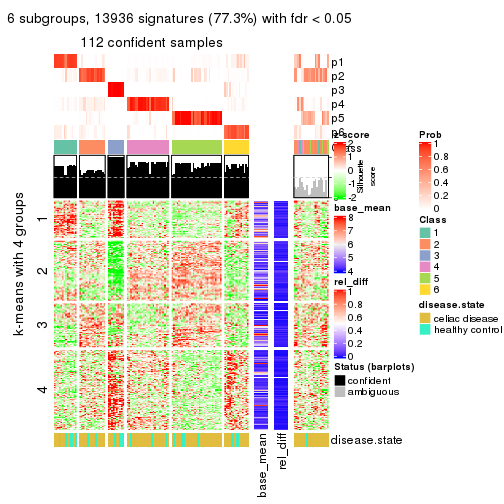 6 subgroups, 13936 signatures (77.3%) with fdr < 0.05
112 confident samples
p1
p2
p3
p4
p5
p6
Class
z-score
2
1
0
-1
-2
Silhouette
score
k-means with 4 groups
1
2
3
4
base_mean
8
7
6
5
4
rel_diff
1
0.8
0.6
0.4
0.2
0
Status (barplots)
confident
ambiguous
Prob
1
0.8
0.6
0.4
0.2
0
Class
1
2
3
4
5
6
disease.state
celiac disease
healthy control
disease.state
base_mean
rel_diff